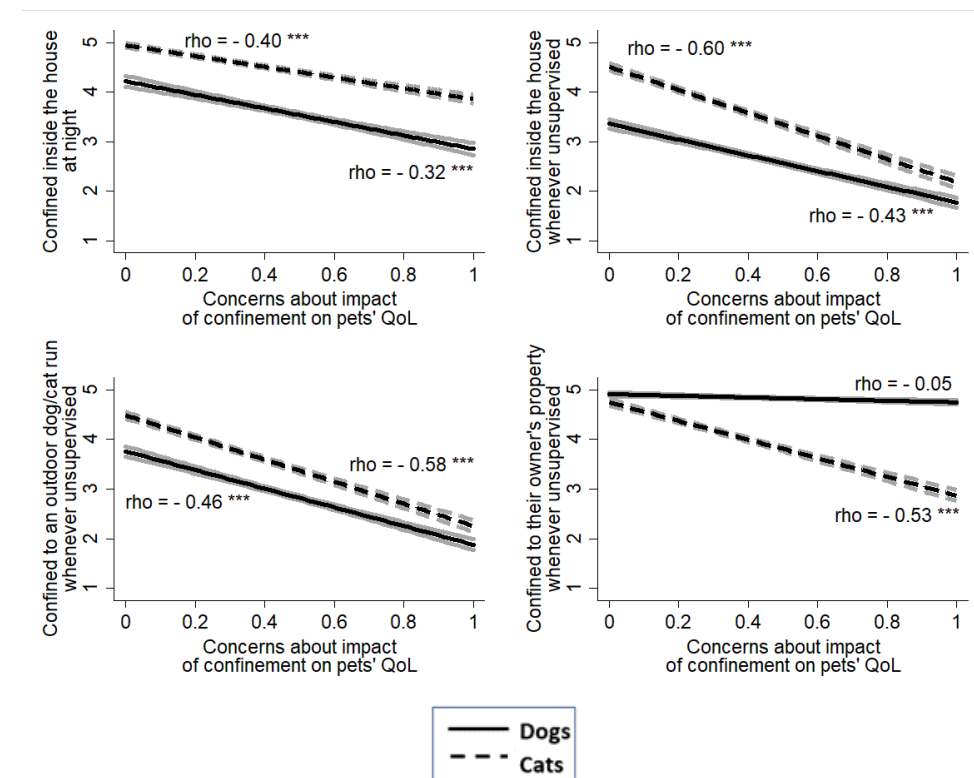 Confined inside the house
at night
5
4
3
2
1
rho = - 0.40 ***
rho = - 0.32 ***
0 0.2 0.4 0.6 0.8 1
Concerns about impact
of confinement on pets' QoL
Confined inside the house
whenever unsupervised
5
4
3
2
1
rho = - 0.60 ***
rho = - 0.43 ***
0 0.2 0.4 0.6 0.8 1
Concerns about impact
of confinement on pets' QoL
Confined to an outdoor dog/cat run
whenever unsupervised
5
4
3
2
1
rho = - 0.58 ***
rho = - 0.46 ***
0 0.2 0.4 0.6 0.8 1
Concerns about impact
of confinement on pets' QoL
Confined to their owner's property
whenever unsupervised
5
4
3
2
1
rho = - 0.05
rho = - 0.53 ***
0 0.2 0.4 0.6 0.8 1
Concerns about impact
of confinement on pets' QoL
Dogs
Cats